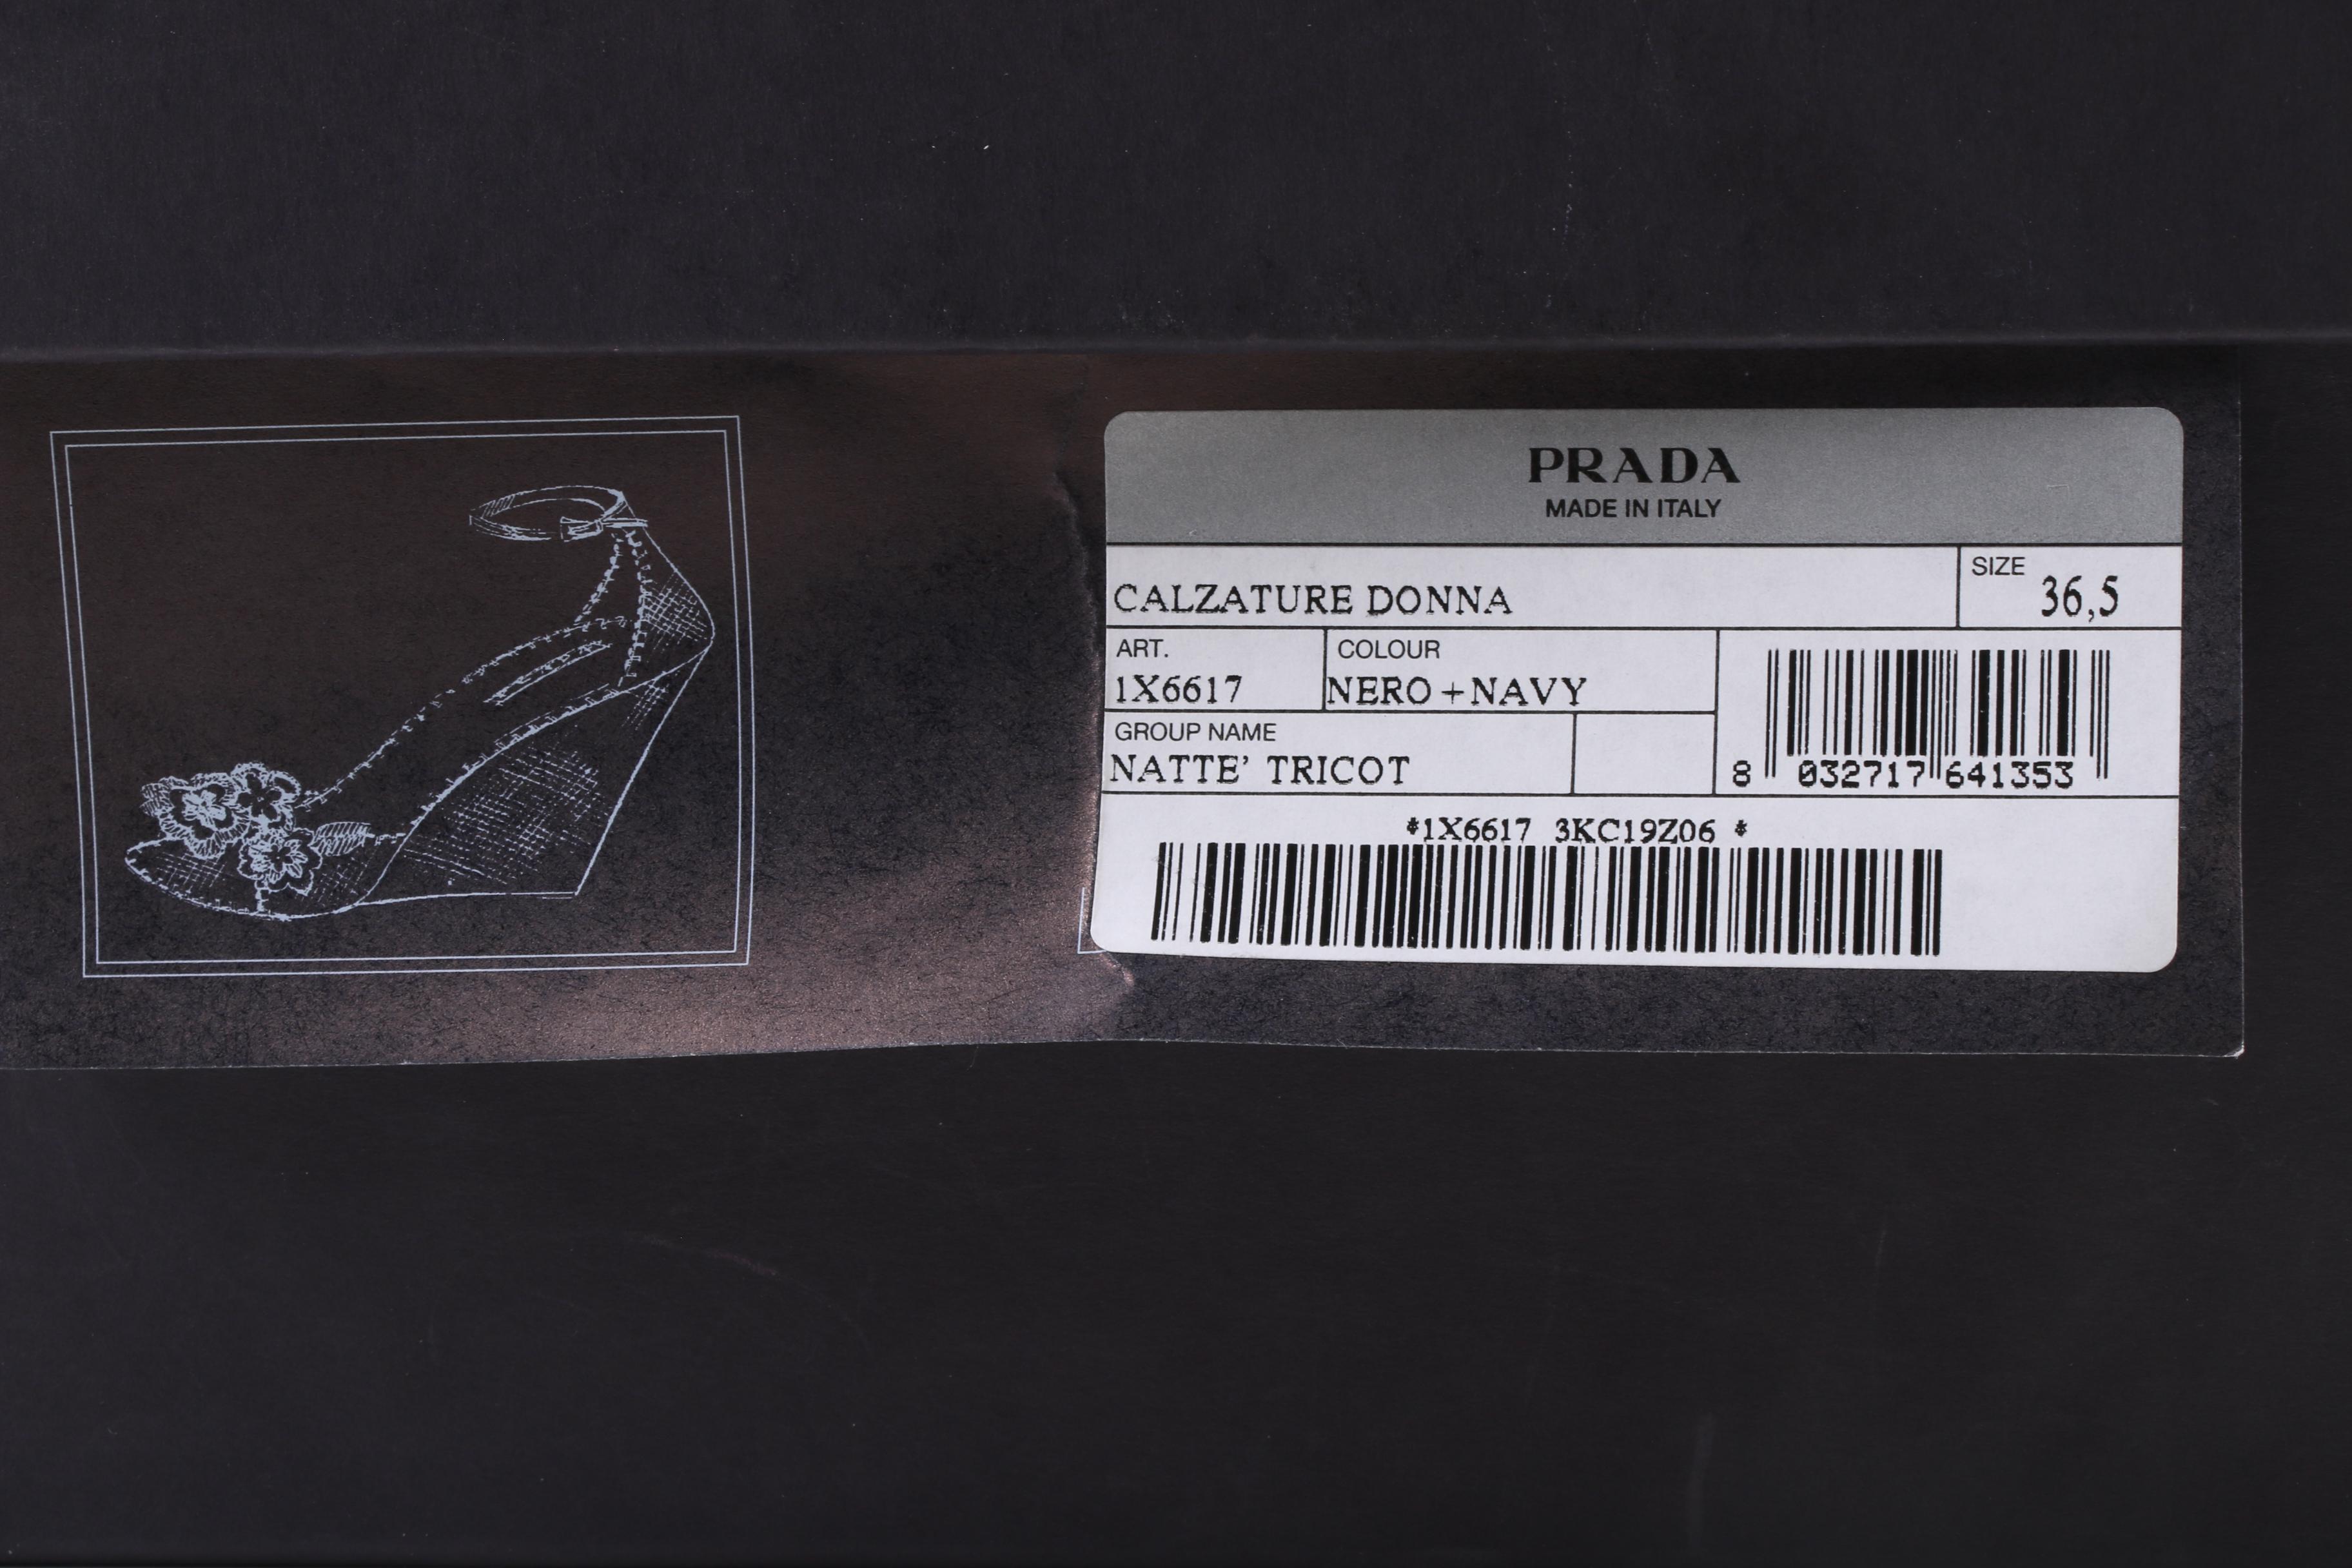 PRADA
MADE IN ITALY
CALZATURE DONNA
SIZE 36,5
ART.
1X6617
COLOUR
NERO+NAVY
GROUP NAME
NATTE' TRICOT
8 032717 641353
*1X6617 3KC19Z06 *